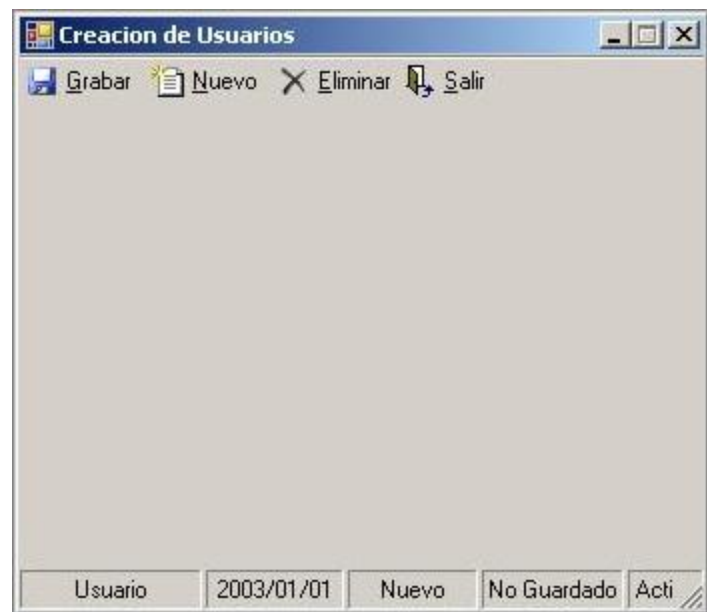 Creacion de Usuarios
Grabar Nuevo Eliminar Salir
Usuario 2003/01/01 Nuevo No Guardado Acti